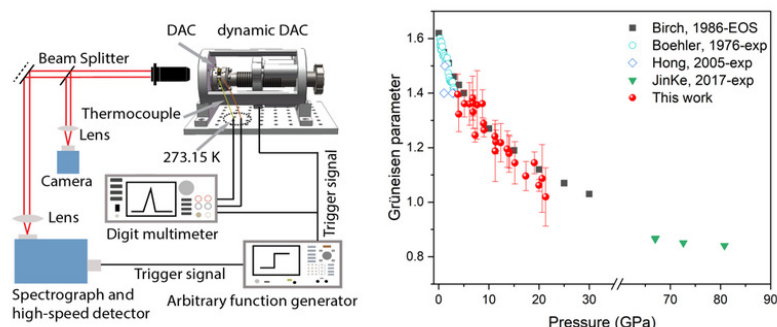 DAC
dynamic DAC
Beam Splitter
Thermocouple
Lens
273.15 K
Camera
Trigger signal
Lens
Digit multimeter
Trigger signal
Spectrograph and
high-speed detector
Arbitrary function generator
Grüneisen parameter
1.6
1.4
1.2
1.0
0.8
Birch, 1986-EOS
Boehler, 1976-exp
Hong, 2005-exp
JinKe, 2017-exp
This work
0
10
20
30
70
80
90
Pressure (GPa)